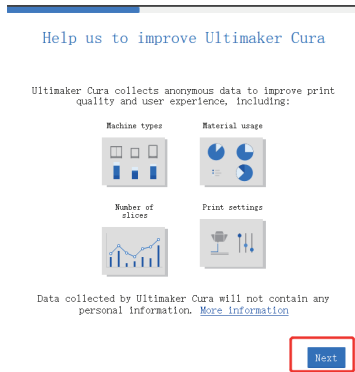 Help us to improve Ultimaker Cura
Ultimaker Cura collects anonymous data to improve print
quality and user experience, including:
Machine types
Material usage
Number of
slices
Print settings
Data collected by Ultimaker Cura will not contain any
personal information. More information
Next